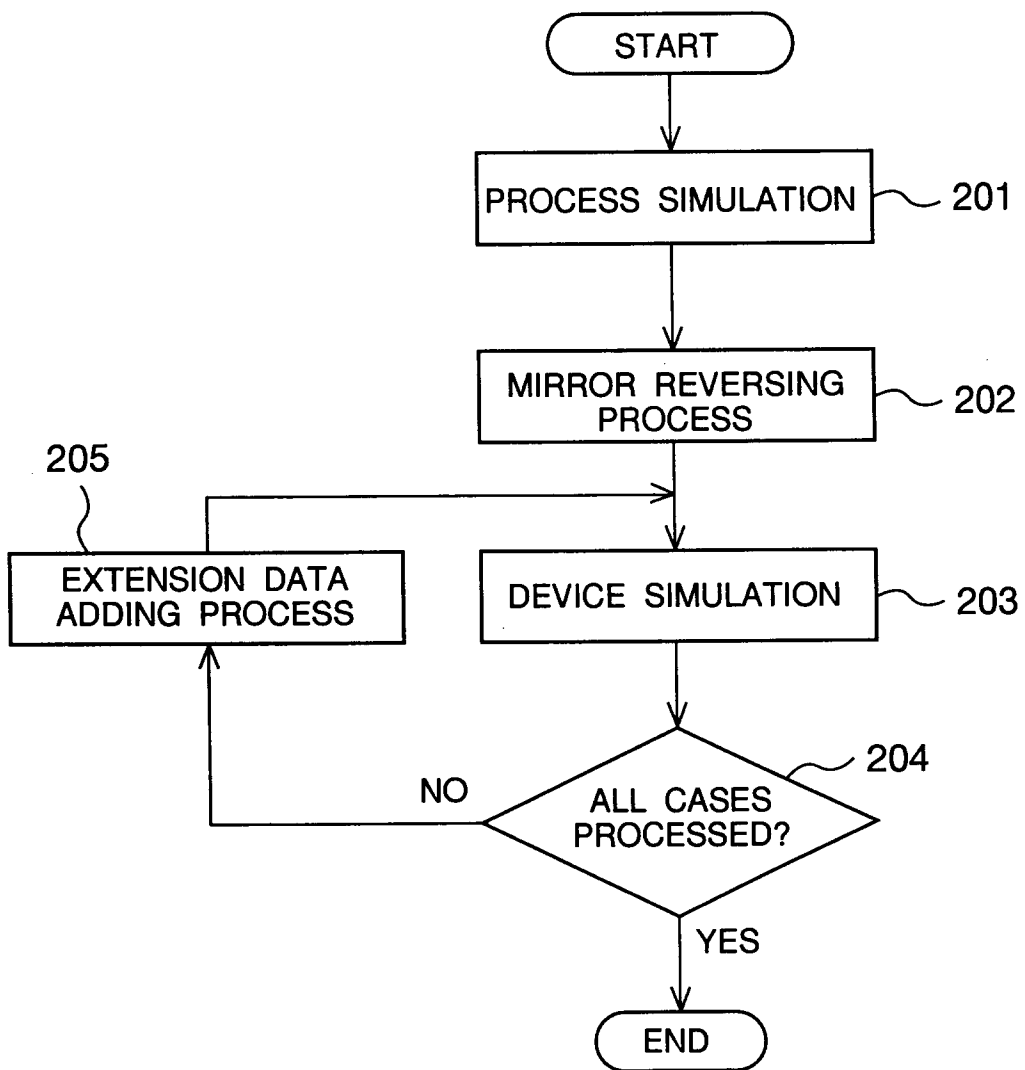 START
PROCESS SIMULATION
201
MIRROR REVERSING
PROCESS
202
205
EXTENSION DATA
ADDING PROCESS
DEVICE SIMULATION
203
204
NO
ALL CASES
PROCESSED?
YES
END